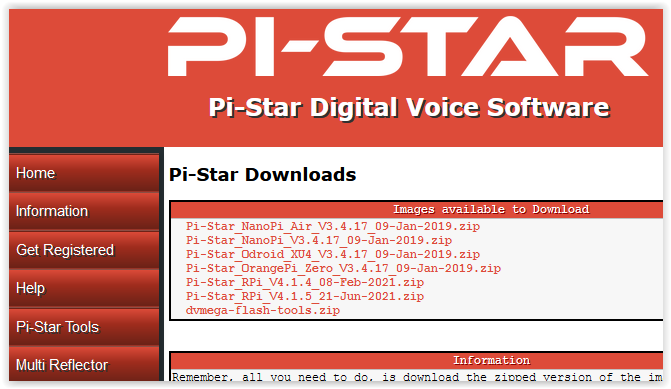 PI-STAR
Pi-Star Digital Voice Software
Home
Information
Get Registered
Help
Pi-Star Tools
Multi Reflector
Pi-Star Downloads
Images available to Download
Pi-Star_NanoPi_Air_V3.4.17_09-Jan-2019.zip
Pi-Star_NanoPi_V3.4.17_09-Jan-2019.zip
Pi-Star_Odroid_XU4_V3.4.17_09-Jan-2019.zip
Pi-Star_OrangePi_Zero_V3.4.17_09-Jan-2019.zip
Pi-Star_RPi_V4.1.4_08-Feb-2021.zip
Pi-Star_RPi_V4.1.5_21-Jun-2021.zip
dvmega-flash-tools.zip
Information
Remember, all you need to do, is download the zipped version of the im